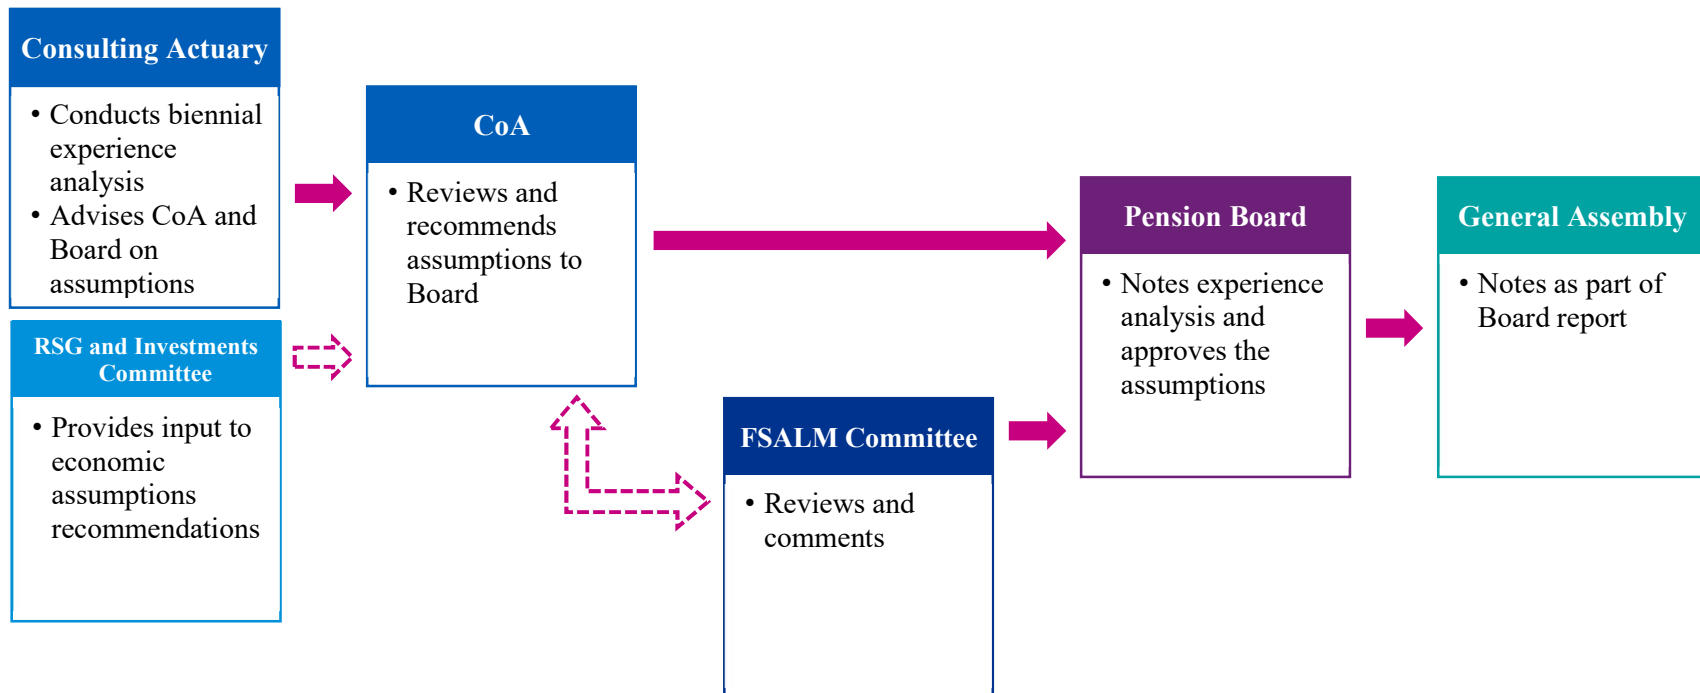 Consulting Actuary
• Conducts biennial
experience
analysis
• Advises CoA and
Board on
assumptions
RSG and Investments
Committee
• Provides input to
economic
assumptions
recommendations
CoA
• Reviews and
recommends
assumptions to
Board
FSALM Committee
• Reviews and
comments
Pension Board
• Notes experience
analysis and
approves the
assumptions
General Assembly
• Notes as part of
Board report